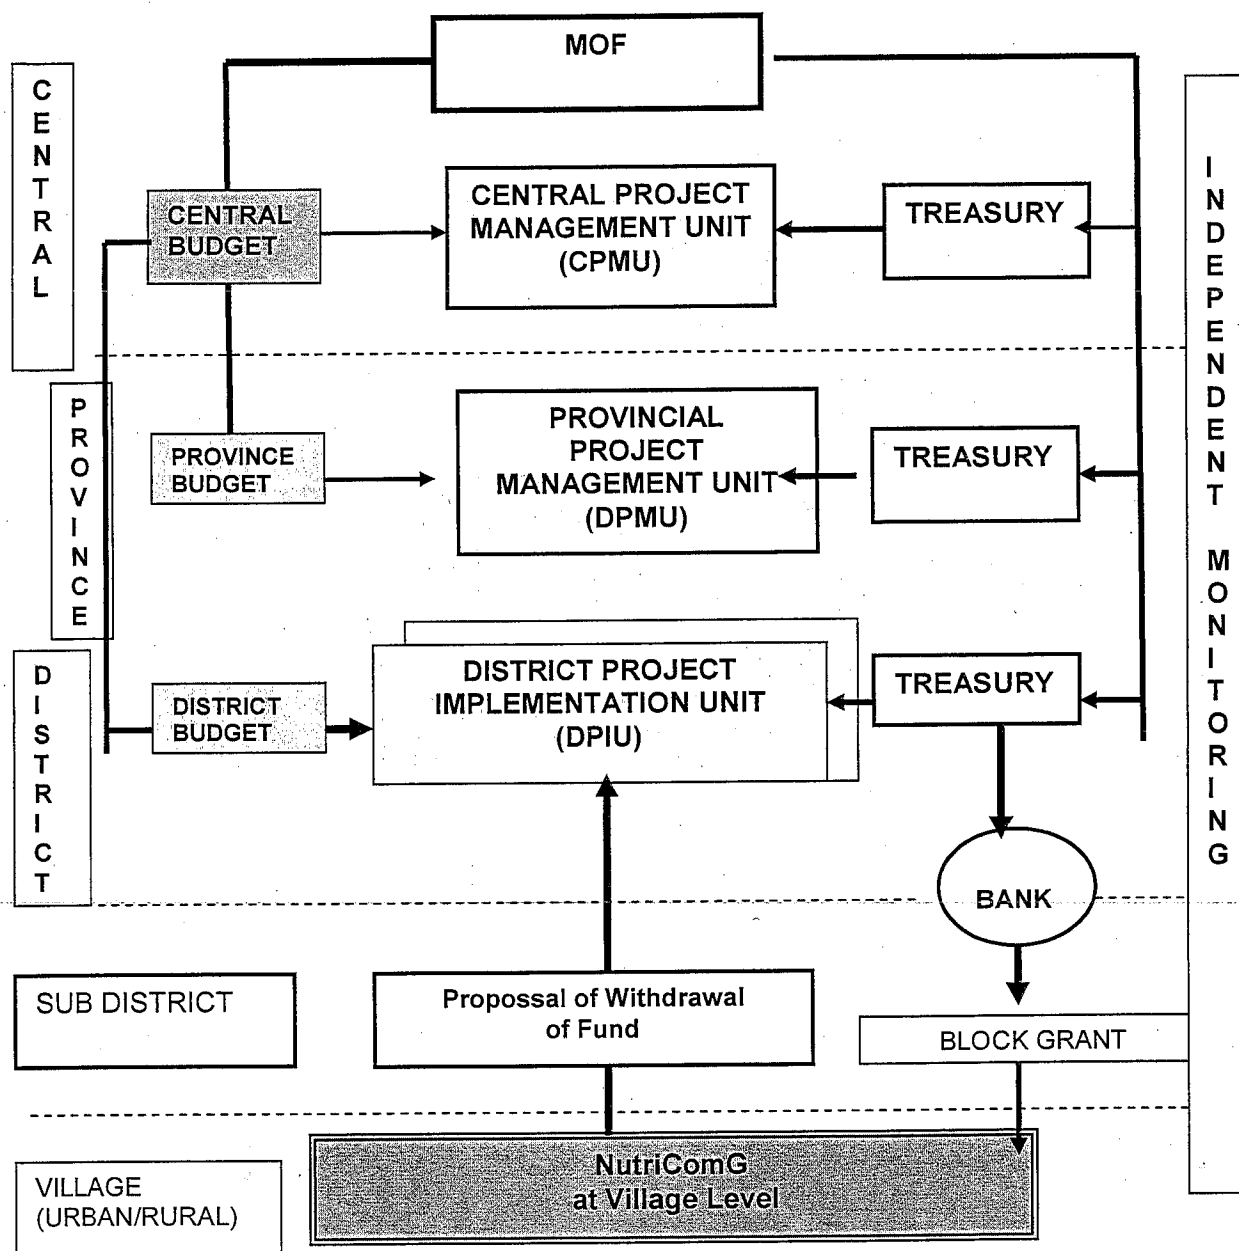 MOF
CENTRAL
INDEPENDENT MONITORING
CENTRAL
BUDGET
CENTRAL PROJECT
MANAGEMENT UNIT
(CPMU)
TREASURY
PROVINCE
PROVINCE
BUDGET
PROVINCIAL
PROJECT
MANAGEMENT UNIT
(DPMU)
TREASURY
DISTRICT
DISTRICT
BUDGET
DISTRICT PROJECT
IMPLEMENTATION UNIT
(DPIU)
TREASURY
BANK
SUB DISTRICT
Propossal of Withdrawal
of Fund
BLOCK GRANT
VILLAGE
(URBAN/RURAL)
NutriComG
at Village Level